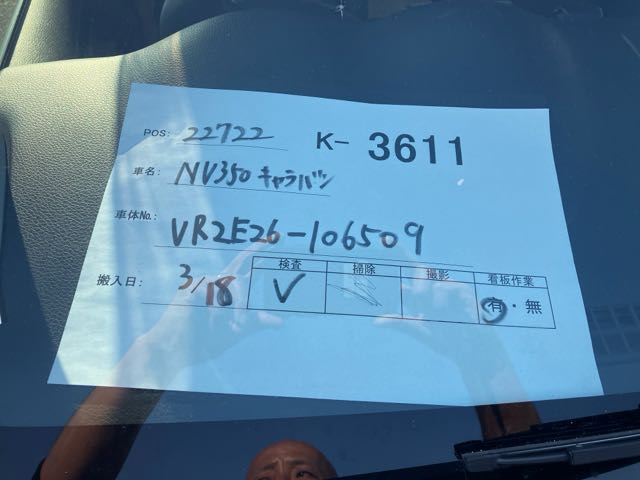 POS: 22722 K- 3611
車名: NV350 キャラバン
車体No.: VR2E26-106509
搬入日: 3/18
検査 掃除 撮影 看板作業
✓ 有・無